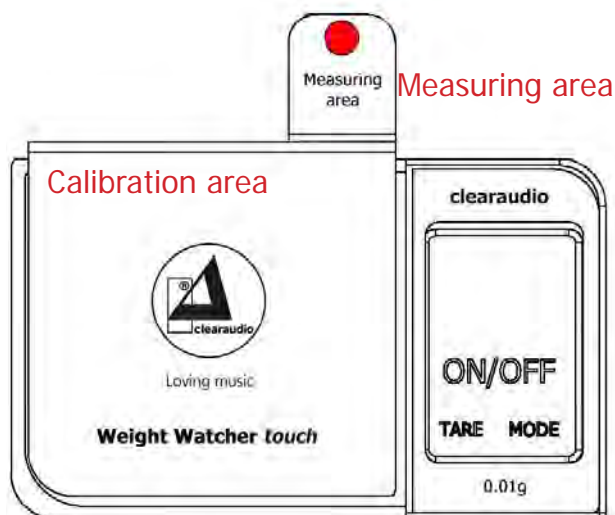 Measuring
area
Measuring area
Calibration area
clearaudio
®
clearaudio
Loving music
ON/OFF
Weight Watcher touch
TARE MODE
0.01g